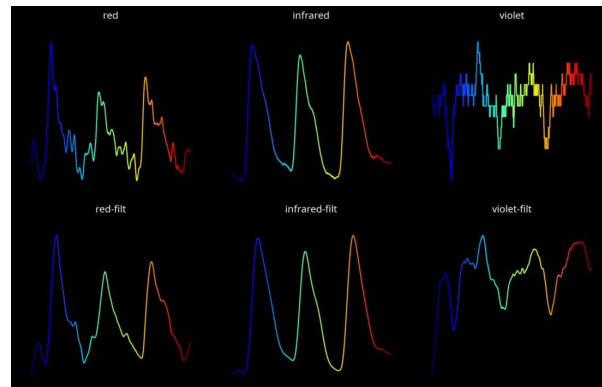 red
infrared
violet
red-filt
infrared-filt
violet-filt